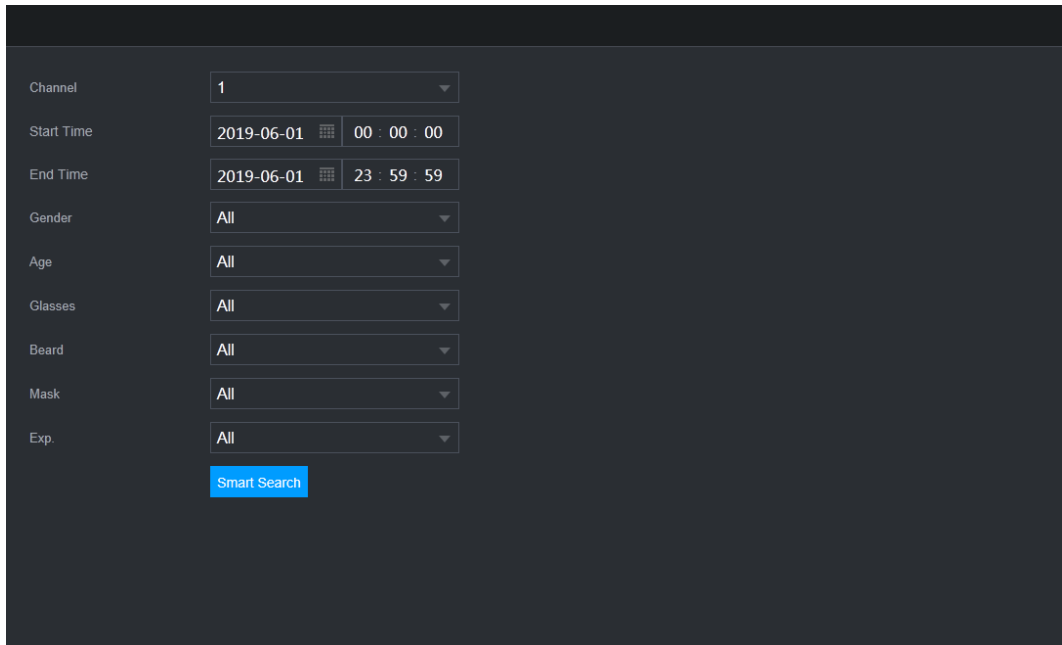 Channel 1
Start Time 2019-06-01 00 : 00 : 00
End Time 2019-06-01 23 : 59 : 59
Gender All
Age All
Glasses All
Beard All
Mask All
Exp. All
Smart Search